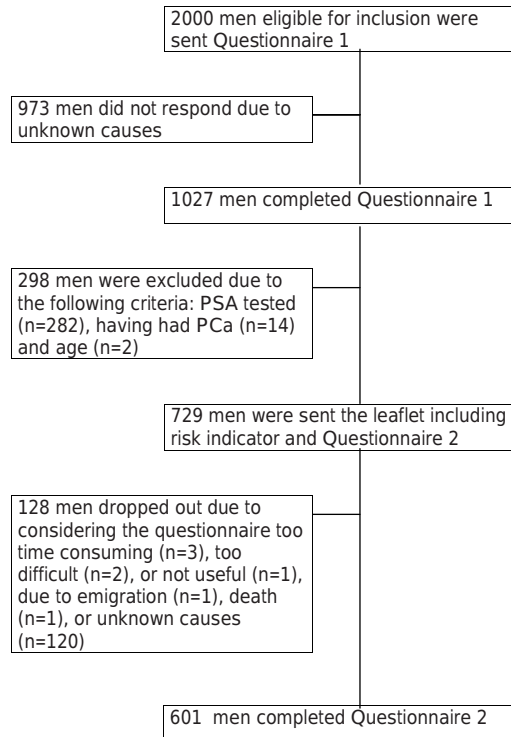 2000 men eligible for inclusion were
sent Questionnaire 1
973 men did not respond due to
unknown causes
1027 men completed Questionnaire 1
298 men were excluded due to
the following criteria: PSA tested
(n=282), having had PCa (n=14)
and age (n=2)
729 men were sent the leaflet including
risk indicator and Questionnaire 2
128 men dropped out due to
considering the questionnaire too
time consuming (n=3), too
difficult (n=2), or not useful (n=1),
due to emigration (n=1), death
(n=1), or unknown causes
(n=120)
601 men completed Questionnaire 2